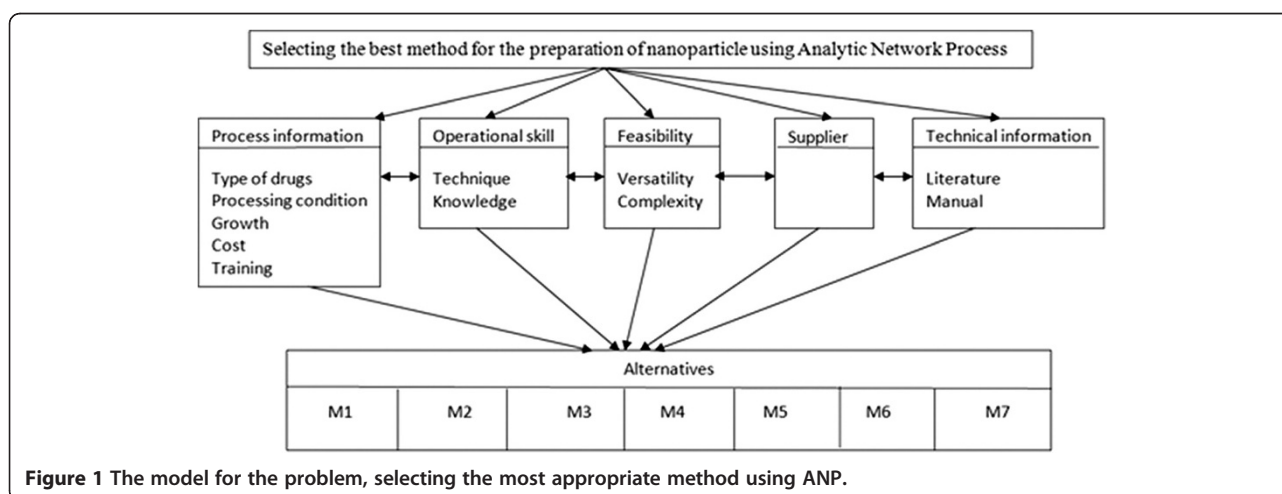 Selecting the best method for the preparation of nanoparticle using Analytic Network Process
Process information
Type of drugs
Processing condition
Growth
Cost
Training
Operational skill
Technique
Knowledge
Feasibility
Versatility
Complexity
Supplier
Technical information
Literature
Manual
Alternatives
M1 M2 M3 M4 M5 M6 M7
Figure 1 The model for the problem, selecting the most appropriate method using ANP.